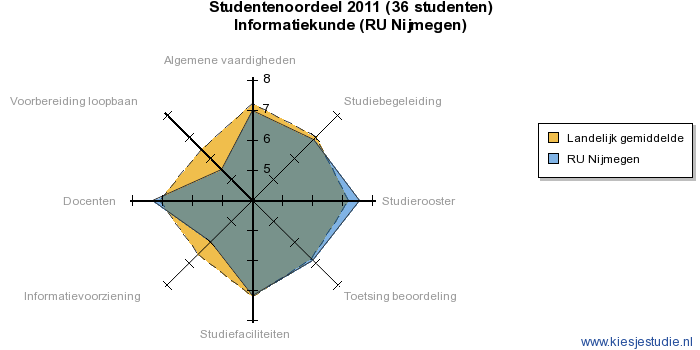 Studentenoordeel 2011 (36 studenten)
Informatiekunde (RU Nijmegen)
Algemene vaardigheden
8
Voorbereiding loopbaan
7
Studiebegeleiding
6
Landelijk gemiddelde
RU Nijmegen
5
Docenten
Studierooster
Informatievoorziening
Toetsing beoordeling
Studiefaciliteiten
www.kiesjestudie.nl